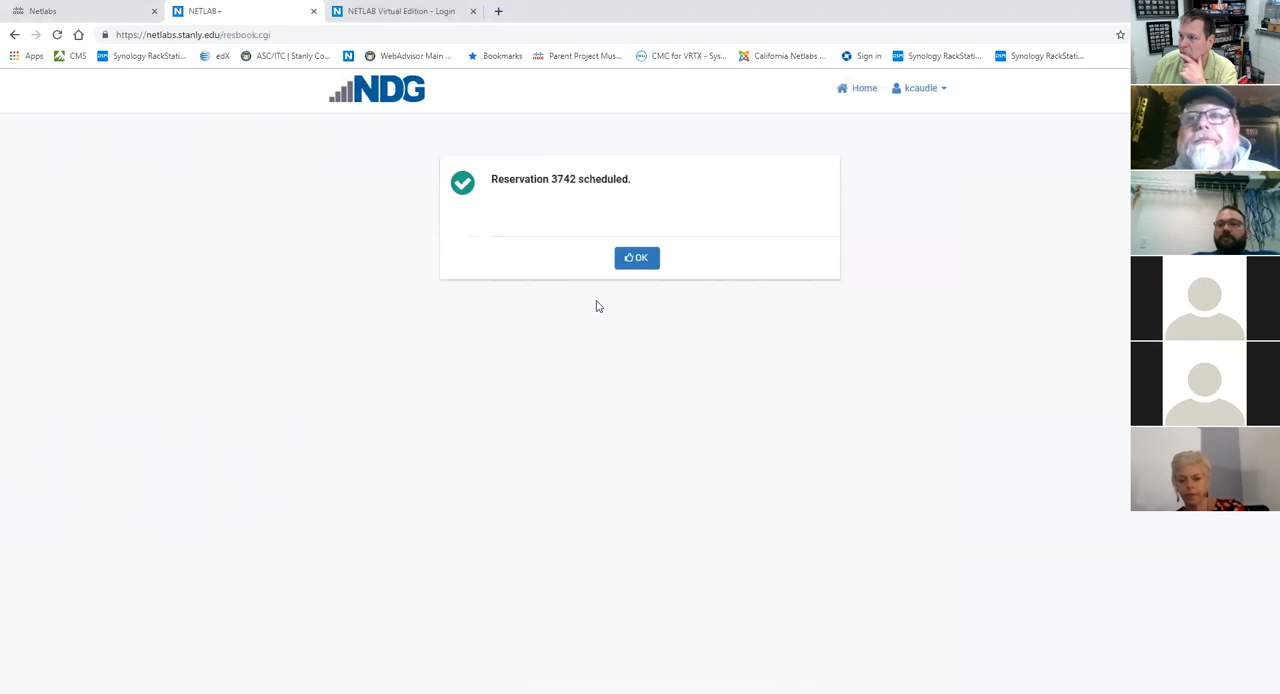 Netlabs
NETLAB+
NETLAB Virtual Edition - Login
https://netlabs.stanly.edu/resbook.cgi
Apps
CMS
Synology RackStati...
edX
ASC/ITC | Stanly Co...
WebAdvisor Main ...
Bookmarks
Parent Project Mus...
CMC for VRTX - Sys...
California Netlabs ...
Sign in
Synology RackStati...
Synology RackStati...
NDG
Home
kcaudle
Reservation 3742 scheduled.
OK